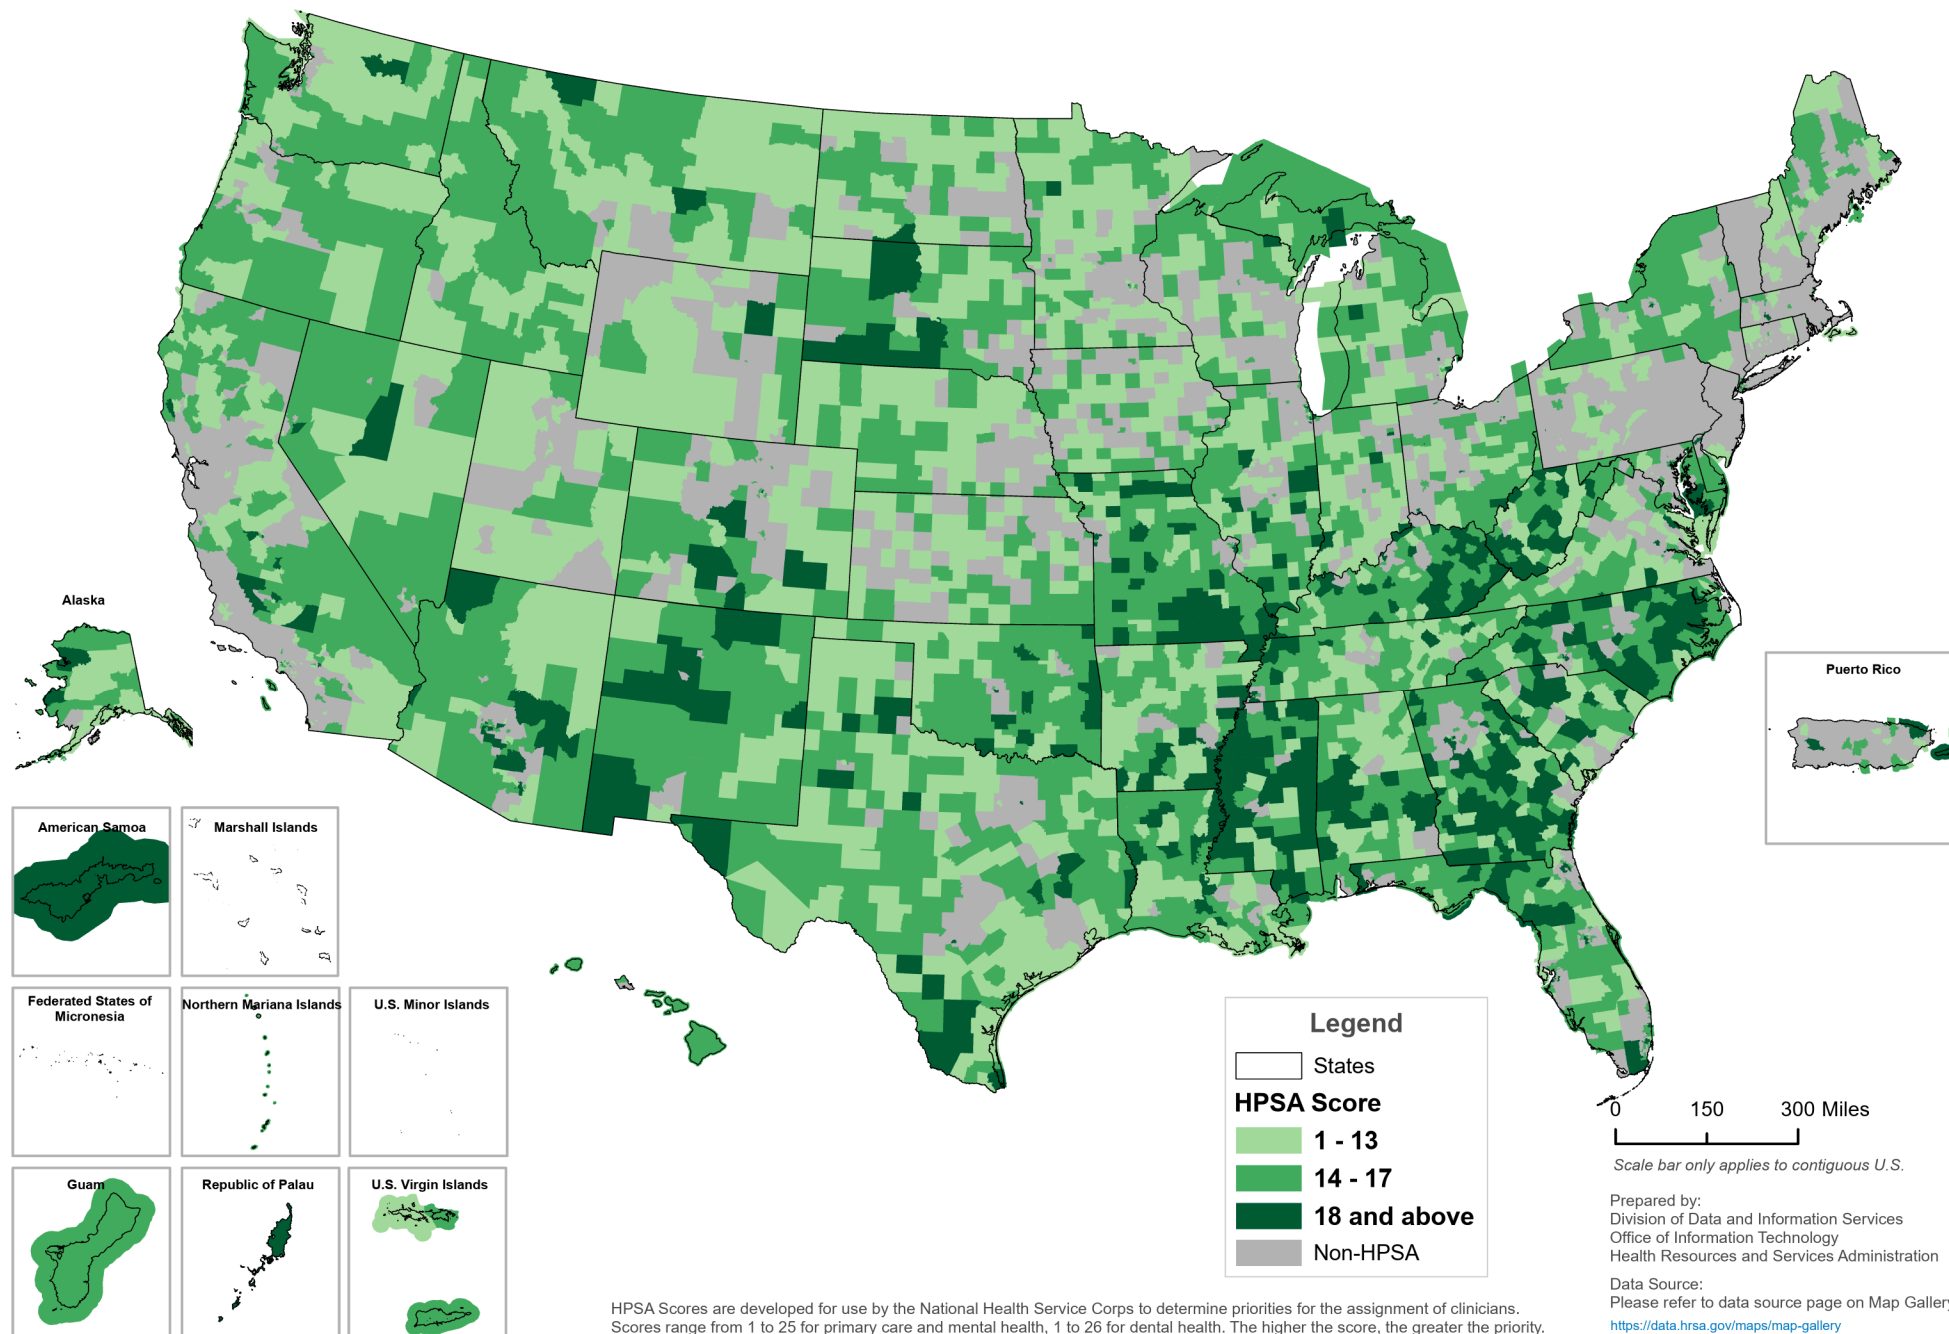 Alaska
Puerto Rico
American Samoa
Marshall Islands
Federated States of
Micronesia
Northern Mariana Islands
U.S. Minor Islands
Guam
Republic of Palau
U.S. Virgin Islands
Legend
States
HPSA Score
1 - 13
14 - 17
18 and above
Non-HPSA
0 150 300 Miles
Scale bar only applies to contiguous U.S.
Prepared by:
Division of Data and Information Services
Office of Information Technology
Health Resources and Services Administration
Data Source:
Please refer to data source page on Map Gallery
https://data.hrsa.gov/maps/map-gallery
HPSA Scores are developed for use by the National Health Service Corps to determine priorities for the assignment of clinicians.
Scores range from 1 to 25 for primary care and mental health, 1 to 26 for dental health. The higher the score, the greater the priority.